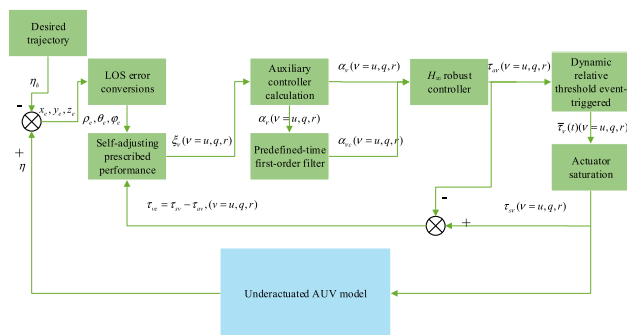 Desired
trajectory
LOS error
conversions
Auxiliary controller
calculation
H∞ robust
controller
Dynamic
relative
threshold event-
triggered
α_v(v=u,q,r)
τ_av(v=u,q,r)
-
x_e, y_e, z_e
ρ_e, θ_e, φ_e
α_v(v=u,q,r)
Self-adjusting
prescribed
performance
ξ_v(v=u,q,r)
Predefined-time
first-order filter
α_vc(v=u,q,r)
τ̄_v(t)(v=u,q,r)
Actuator
saturation
+
η
τ_ve = τ_sv − τ_av, (v=u,q,r)
-
+
τ_sv(v=u,q,r)
Underactuated AUV model